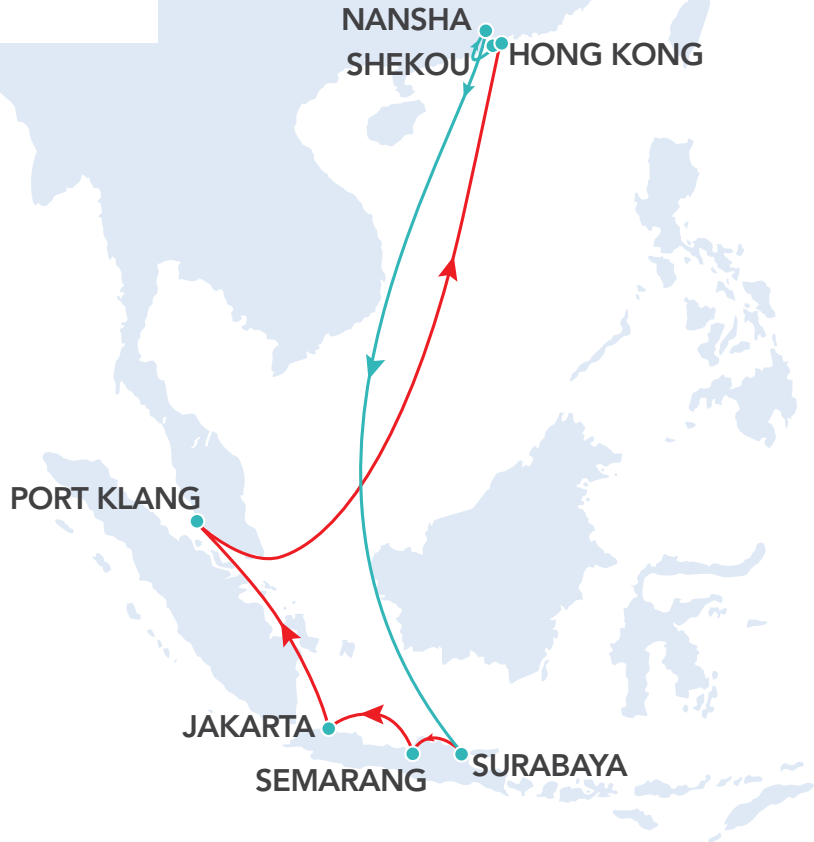 NANSHA
SHEKOU
HONG KONG
PORT KLANG
JAKARTA
SEMARANG
SURABAYA